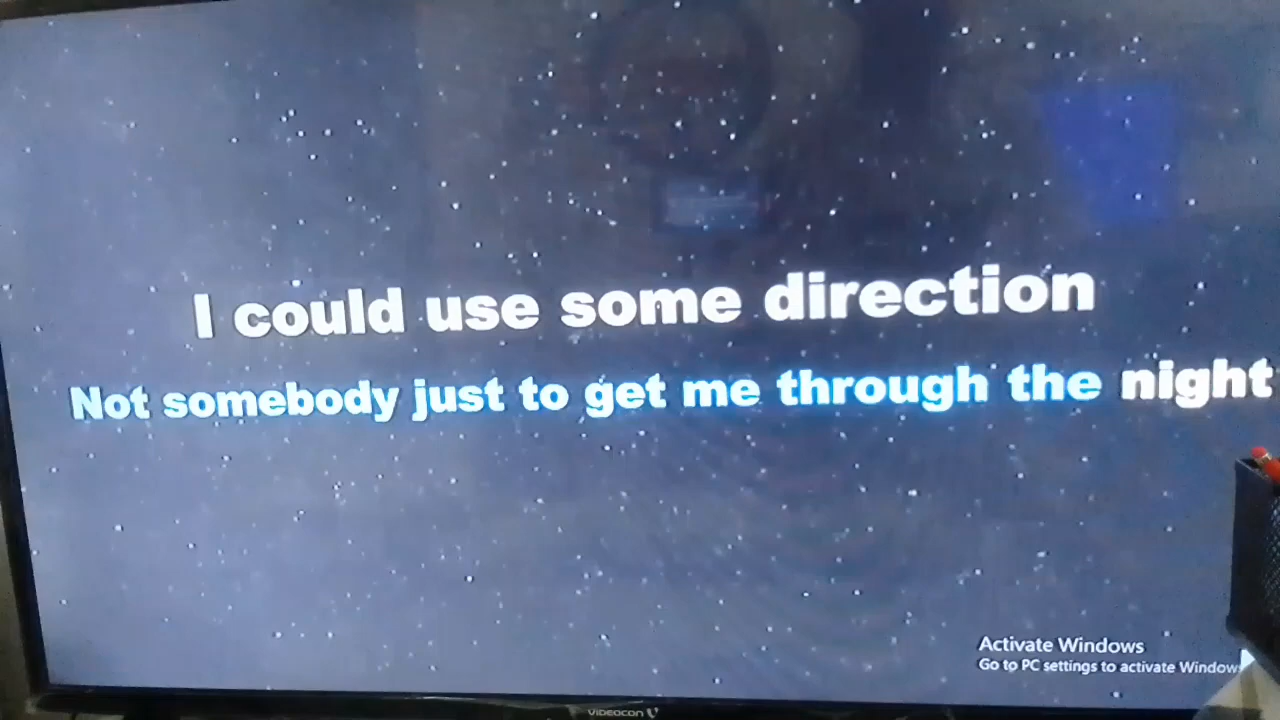 I could use some direction
Not somebody just to get me through the night
Activate Windows
Go to PC settings to activate Window
VIDEOCON